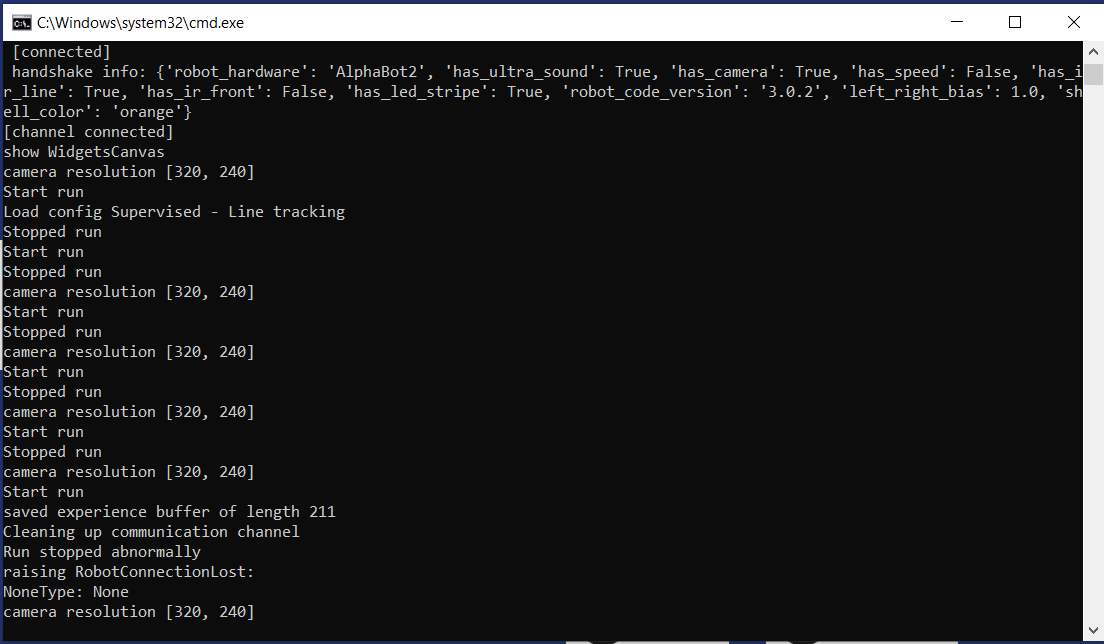 C:\Windows\system32\cmd.exe
[connected]
handshake info: {'robot_hardware': 'AlphaBot2', 'has_ultra_sound': True, 'has_camera': True, 'has_speed': False, 'has_i
r_line': True, 'has_ir_front': False, 'has_led_stripe': True, 'robot_code_version': '3.0.2', 'left_right_bias': 1.0, 'sh
ell_color': 'orange'}
[channel connected]
show WidgetsCanvas
camera resolution [320, 240]
Start run
Load config Supervised - Line tracking
Stopped run
Start run
Stopped run
camera resolution [320, 240]
Start run
Stopped run
camera resolution [320, 240]
Start run
Stopped run
camera resolution [320, 240]
Start run
Stopped run
camera resolution [320, 240]
Start run
saved experience buffer of length 211
Cleaning up communication channel
Run stopped abnormally
raising RobotConnectionLost:
NoneType: None
camera resolution [320, 240]